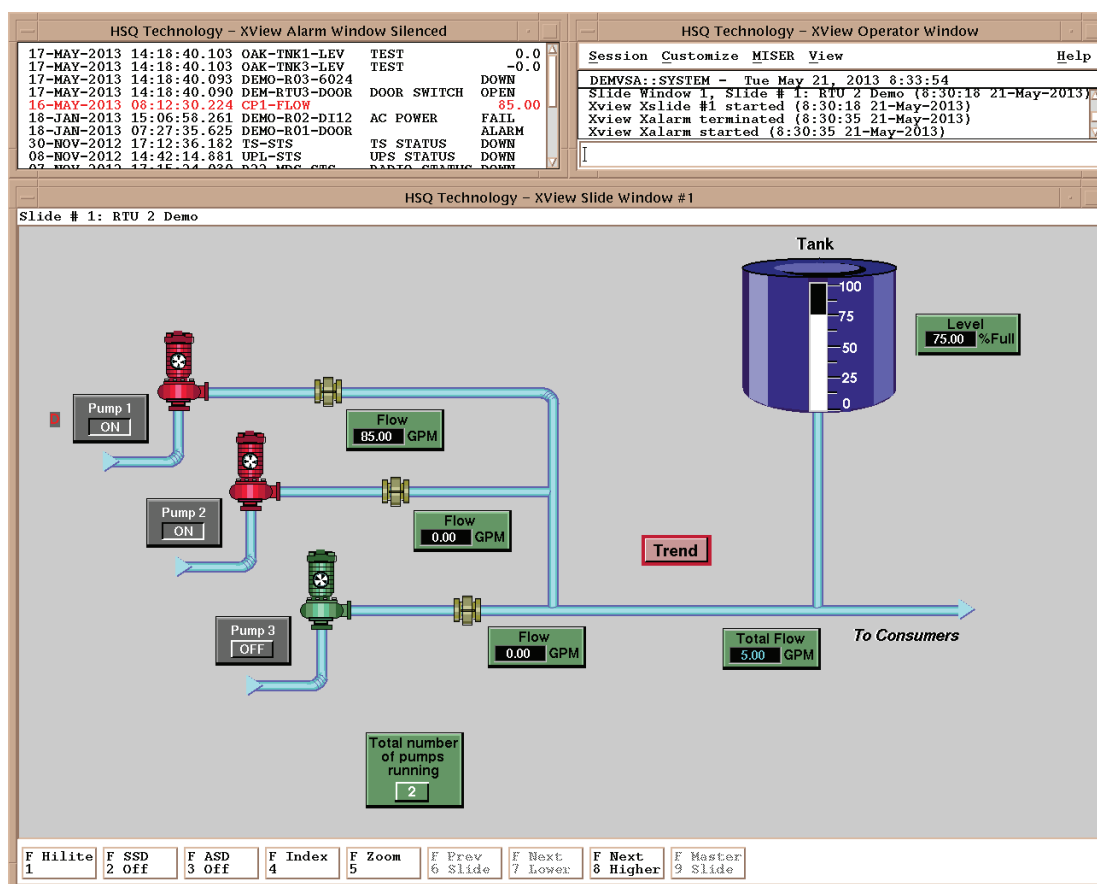 HSQ Technology – XView Alarm Window Silenced
17-MAY-2013 14:18:40.103 OAK-TNK1-LEV TEST 0.0
17-MAY-2013 14:18:40.103 OAK-TNK3-LEV TEST -0.0
17-MAY-2013 14:18:40.093 DEMO-R03-6024 DOWN
17-MAY-2013 14:18:40.090 DEM-RTU3-DOOR DOOR SWITCH OPEN
16-MAY-2013 08:12:30.224 CP1-FLOW 85.00
18-JAN-2013 15:06:58.261 DEMO-R02-DI12 AC POWER FAIL
18-JAN-2013 07:27:35.625 DEMO-R01-DOOR ALARM
30-NOV-2012 17:12:36.182 TS-STS TS STATUS DOWN
08-NOV-2012 14:42:14.881 UPL-STS UPS STATUS DOWN
07-NOV-2012 17:15:24.030 RADIO STATUS DOWN
HSQ Technology – XView Operator Window
Session Customize MISER View Help
DEMVSA::SYSTEM - Tue May 21, 2013 8:33:54
Slide Window 1, Slide # 1: RTU 2 Demo (8:30:18 21-May-2013)
Xview Xslide #1 started (8:30:18 21-May-2013)
Xview Xalarm terminated (8:30:35 21-May-2013)
Xview Xalarm started (8:30:35 21-May-2013)
HSQ Technology – XView Slide Window #1
Slide # 1: RTU 2 Demo
Tank
100
75
50
25
0
Level
75.00 %Full
Pump 1
ON
Flow
85.00 GPM
Pump 2
ON
Flow
0.00 GPM
Trend
Pump 3
OFF
Flow
0.00 GPM
Total Flow
5.00 GPM
To Consumers
Total number
of pumps
running
2
F Hilite
1
F SSD
2 Off
F ASD
3 Off
F Index
4
F Zoom
5
F Prev
6 Slide
F Next
7 Lower
F Next
8 Higher
F Master
9 Slide